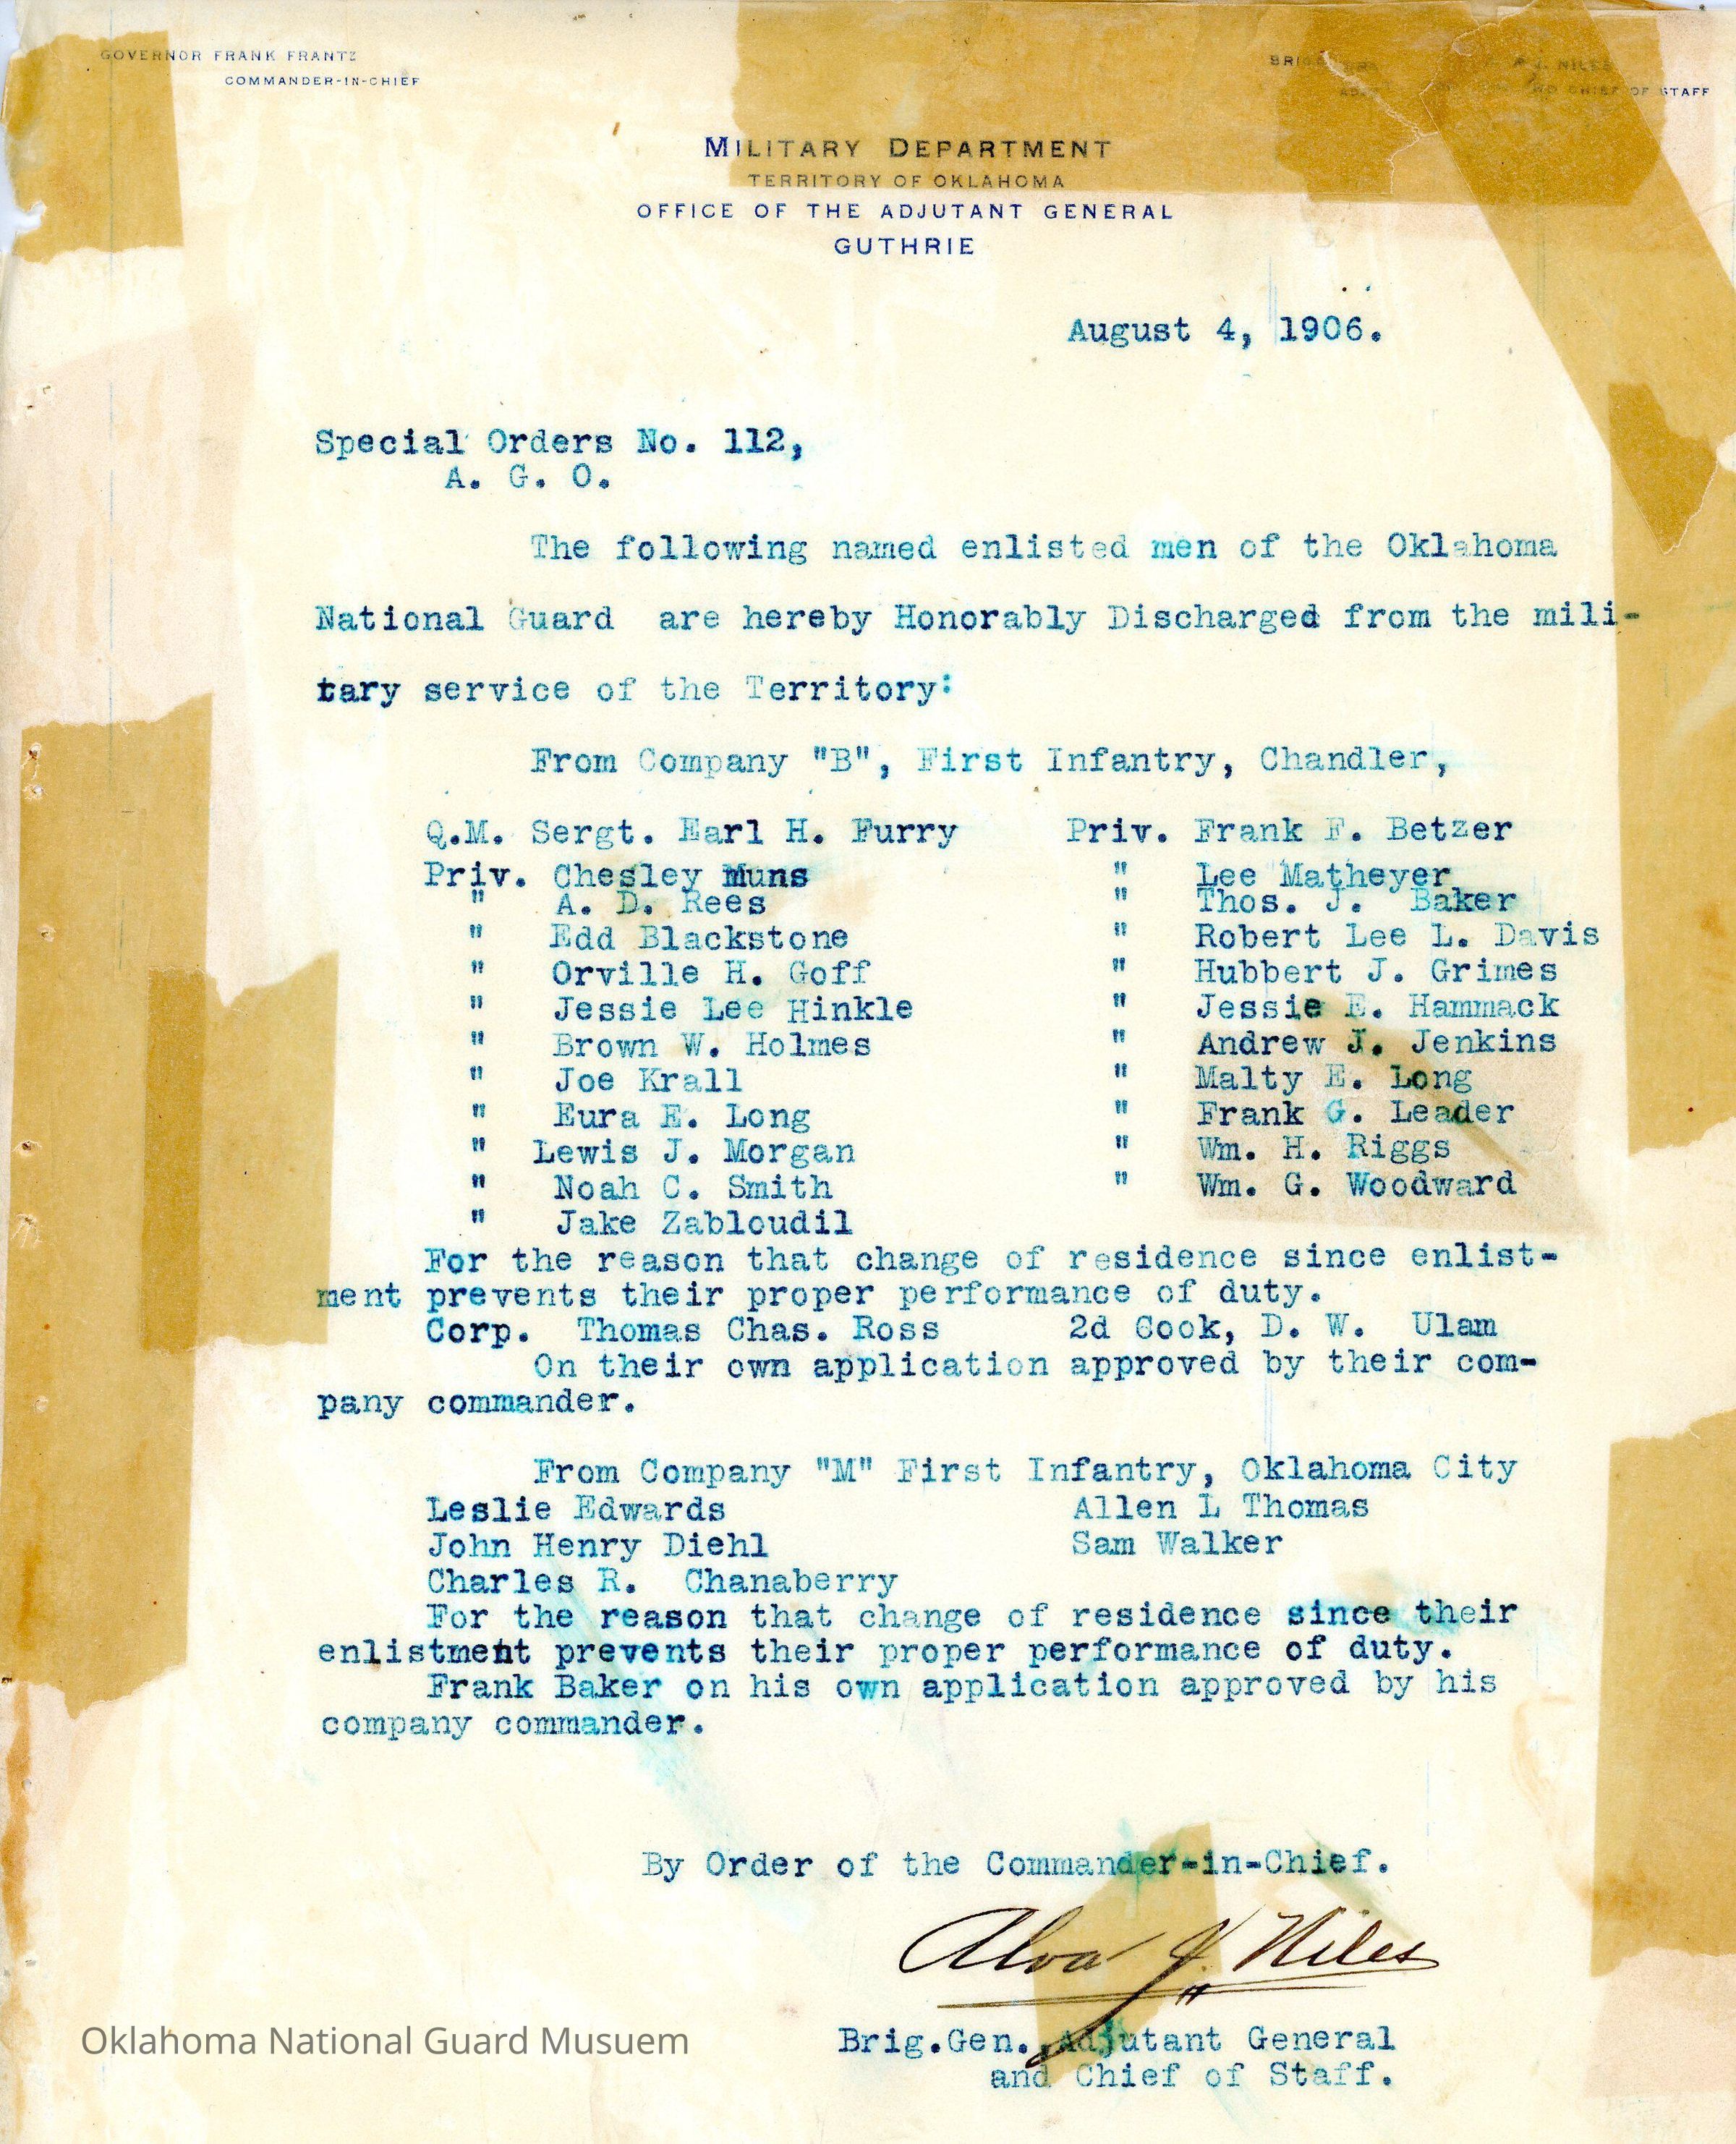 GOVERNOR FRANK FRANTZ
COMMANDER-IN-CHIEF
A. J. NILES
AND CHIEF OF STAFF
MILITARY DEPARTMENT
TERRITORY OF OKLAHOMA
OFFICE OF THE ADJUTANT GENERAL
GUTHRIE
August 4, 1906.
Special Orders No. 112,
A. G. O.
The following named enlisted men of the Oklahoma
National Guard are hereby Honorably Discharged from the mili-
tary service of the Territory:
From Company "B", First Infantry, Chandler,
Q.M. Sergt. Earl H. Furry Priv. Frank F. Betzer
Priv. Chesley Muns " Lee Matheyer
" A. D. Rees " Thos. J. Baker
" Edd Blackstone " Robert Lee L. Davis
" Orville H. Goff " Hubbert J. Grimes
" Jessie Lee Hinkle " Jessie E. Hammack
" Brown W. Holmes " Andrew J. Jenkins
" Joe Krall " Malty E. Long
" Eura E. Long " Frank G. Leader
" Lewis J. Morgan " Wm. H. Riggs
" Noah C. Smith " Wm. G. Woodward
" Jake Zabloudil
For the reason that change of residence since enlist-
ment prevents their proper performance of duty.
Corp. Thomas Chas. Ross 2d Cook, D. W. Ulam
On their own application approved by their com-
pany commander.
From Company "M" First Infantry, Oklahoma City
Leslie Edwards Allen L Thomas
John Henry Diehl Sam Walker
Charles R. Chanaberry
For the reason that change of residence since their
enlistment prevents their proper performance of duty.
Frank Baker on his own application approved by his
company commander.
By Order of the Commander-in-Chief.
Alva J. Niles
Brig.Gen., Adjutant General
and Chief of Staff.
Oklahoma National Guard Musuem